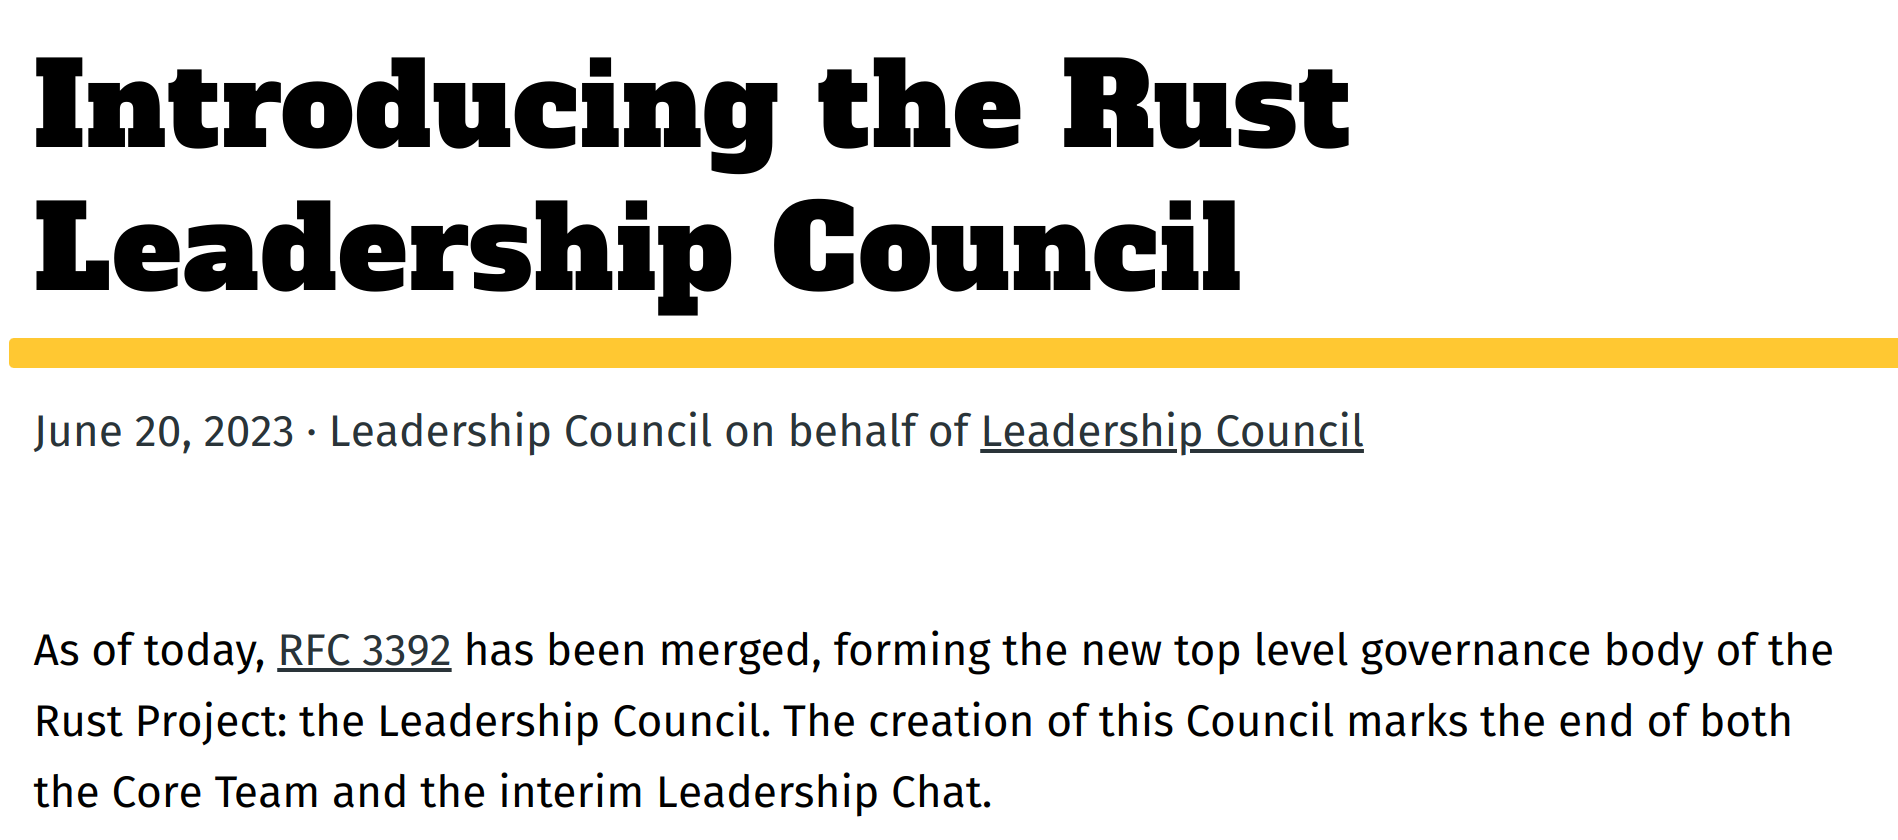 Introducing the Rust
Leadership Council
June 20, 2023 · Leadership Council on behalf of Leadership Council
As of today, RFC 3392 has been merged, forming the new top level governance body of the
Rust Project: the Leadership Council. The creation of this Council marks the end of both
the Core Team and the interim Leadership Chat.